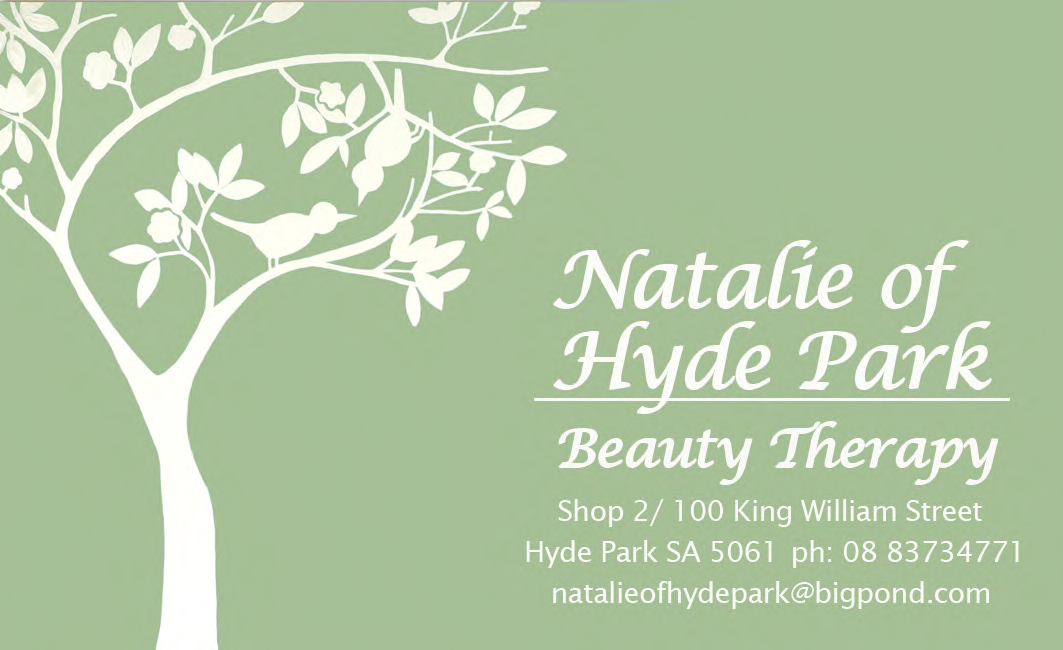 Natalie of
Hyde Park
Beauty Therapy
Shop 2/ 100 King William Street
Hyde Park SA 5061 ph: 08 83734771
natalieofhydepark@bigpond.com